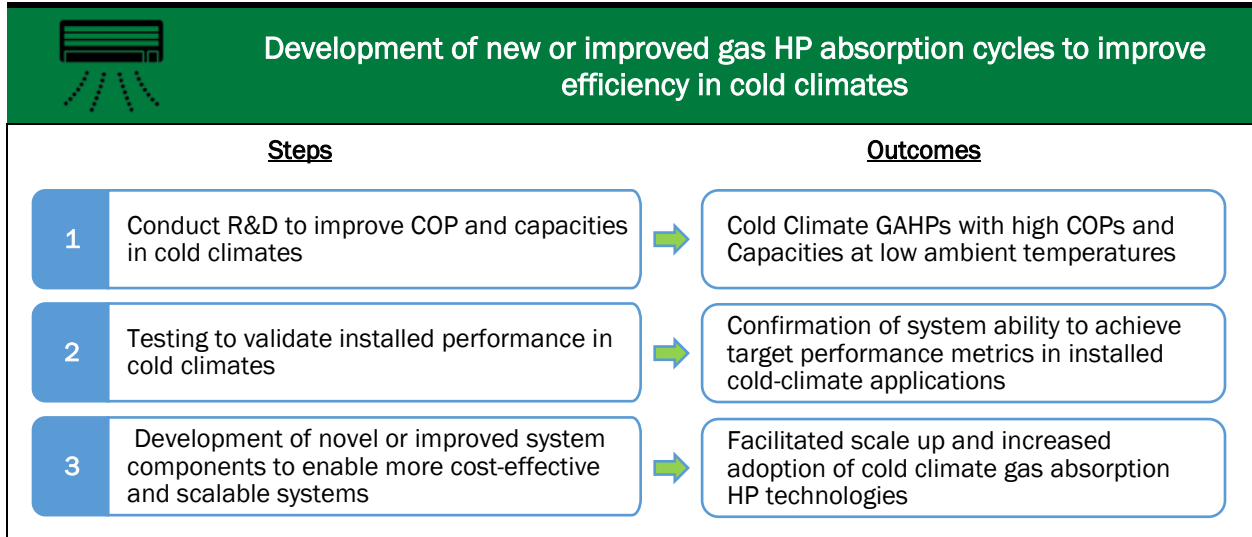 Development of new or improved gas HP absorption cycles to improve
efficiency in cold climates
Steps
Outcomes
1
Conduct R&D to improve COP and capacities
in cold climates
Cold Climate GAHPs with high COPs and
Capacities at low ambient temperatures
2
Testing to validate installed performance in
cold climates
Confirmation of system ability to achieve
target performance metrics in installed
cold-climate applications
3
Development of novel or improved system
components to enable more cost-effective
and scalable systems
Facilitated scale up and increased
adoption of cold climate gas absorption
HP technologies